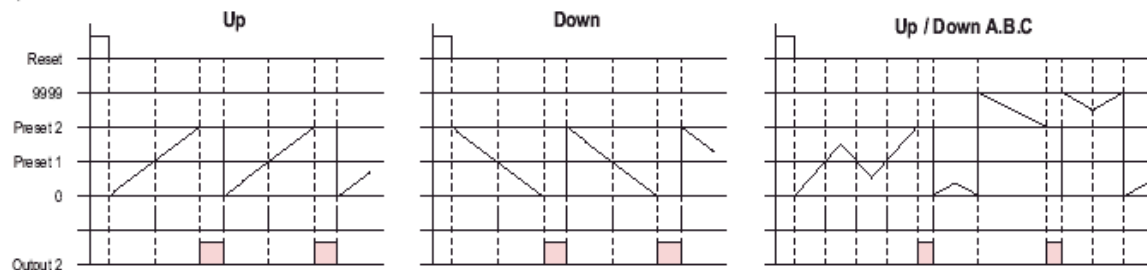 Up
Down
Up / Down A.B.C
Reset
9999
Preset 2
Preset 1
0
Output 2